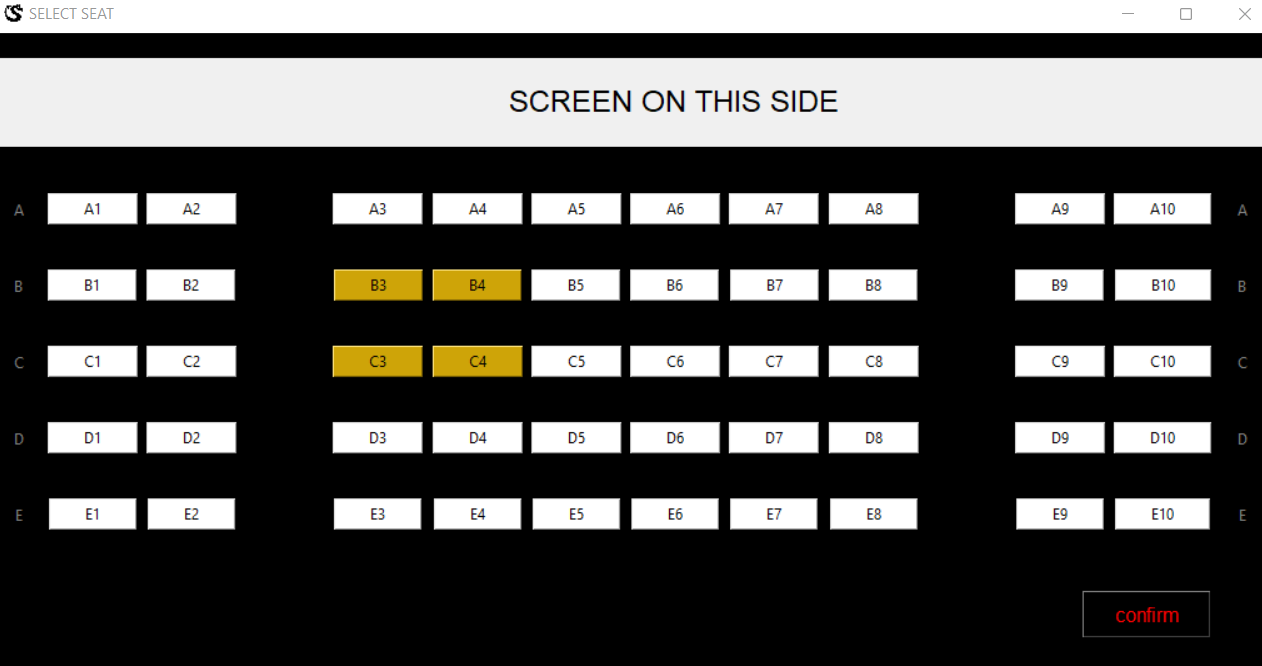 SELECT SEAT
SCREEN ON THIS SIDE
A A1 A2 A3 A4 A5 A6 A7 A8 A9 A10 A
B B1 B2 B3 B4 B5 B6 B7 B8 B9 B10 B
C C1 C2 C3 C4 C5 C6 C7 C8 C9 C10 C
D D1 D2 D3 D4 D5 D6 D7 D8 D9 D10 D
E E1 E2 E3 E4 E5 E6 E7 E8 E9 E10 E
confirm